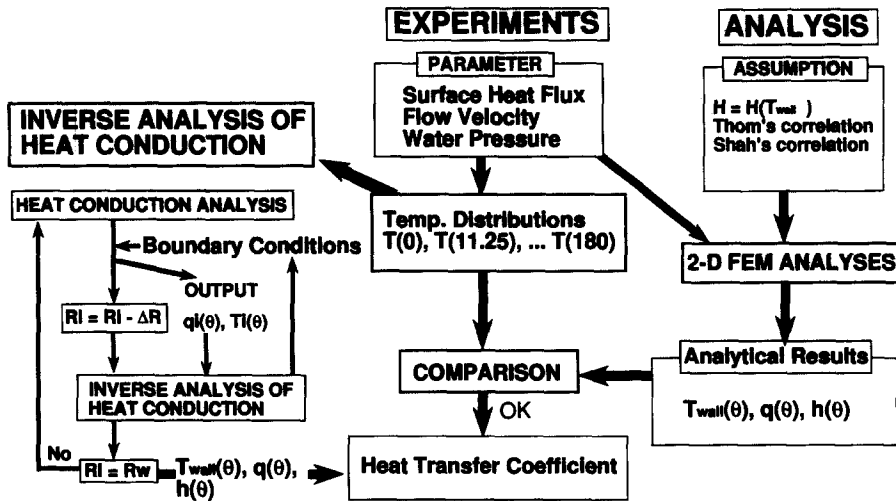 EXPERIMENTS
PARAMETER
Surface Heat Flux
Flow Velocity
Water Pressure
Temp. Distributions
T(0), T(11.25), ... T(180)
COMPARISON
OK
Heat Transfer Coefficient
ANALYSIS
ASSUMPTION
H = H(Twall )
Thom's correlation
Shah's correlation
2-D FEM ANALYSES
Analytical Results
Twall(θ), q(θ), h(θ)
INVERSE ANALYSIS OF
HEAT CONDUCTION
HEAT CONDUCTION ANALYSIS
Boundary Conditions
OUTPUT
qi(θ), Ti(θ)
Ri = Ri - ΔR
INVERSE ANALYSIS OF
HEAT CONDUCTION
No
Ri = Rw
Twall(θ), q(θ),
h(θ)